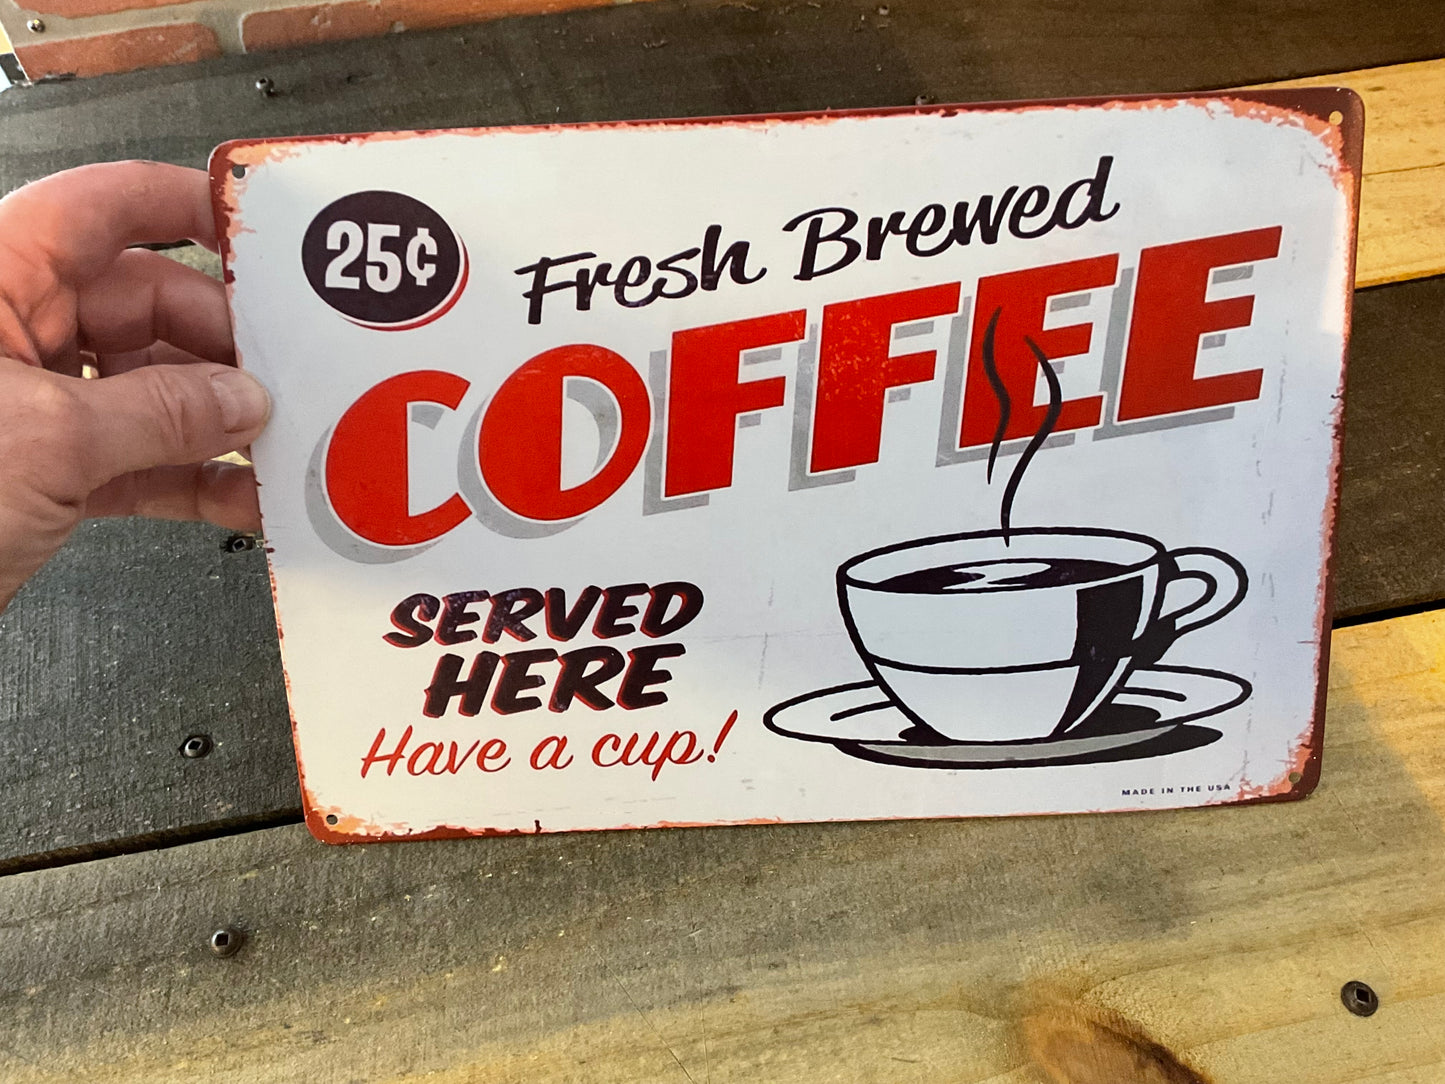 25¢
Fresh Brewed
COFFEE
SERVED
HERE
Have a cup!
MADE IN THE USA